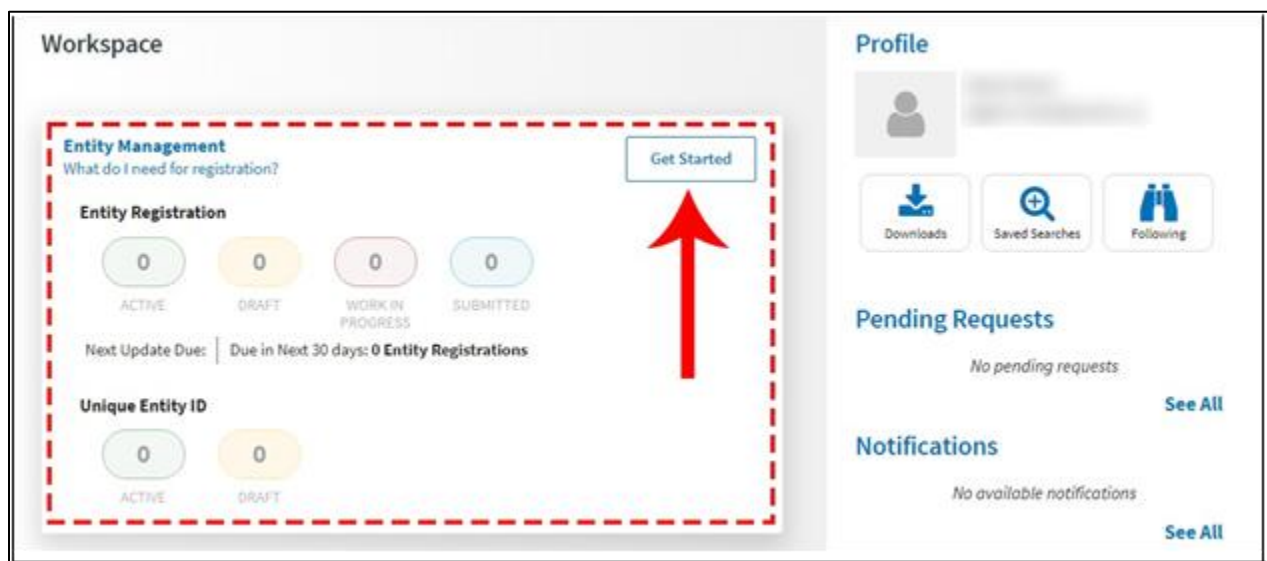 Workspace
Entity Management
What do I need for registration?
Get Started
Entity Registration
0 0 0 0
ACTIVE DRAFT WORK IN PROGRESS SUBMITTED
Next Update Due: Due in Next 30 days: 0 Entity Registrations
Unique Entity ID
0 0
ACTIVE DRAFT
Profile
Downloads Saved Searches Following
Pending Requests
No pending requests
See All
Notifications
No available notifications
See All